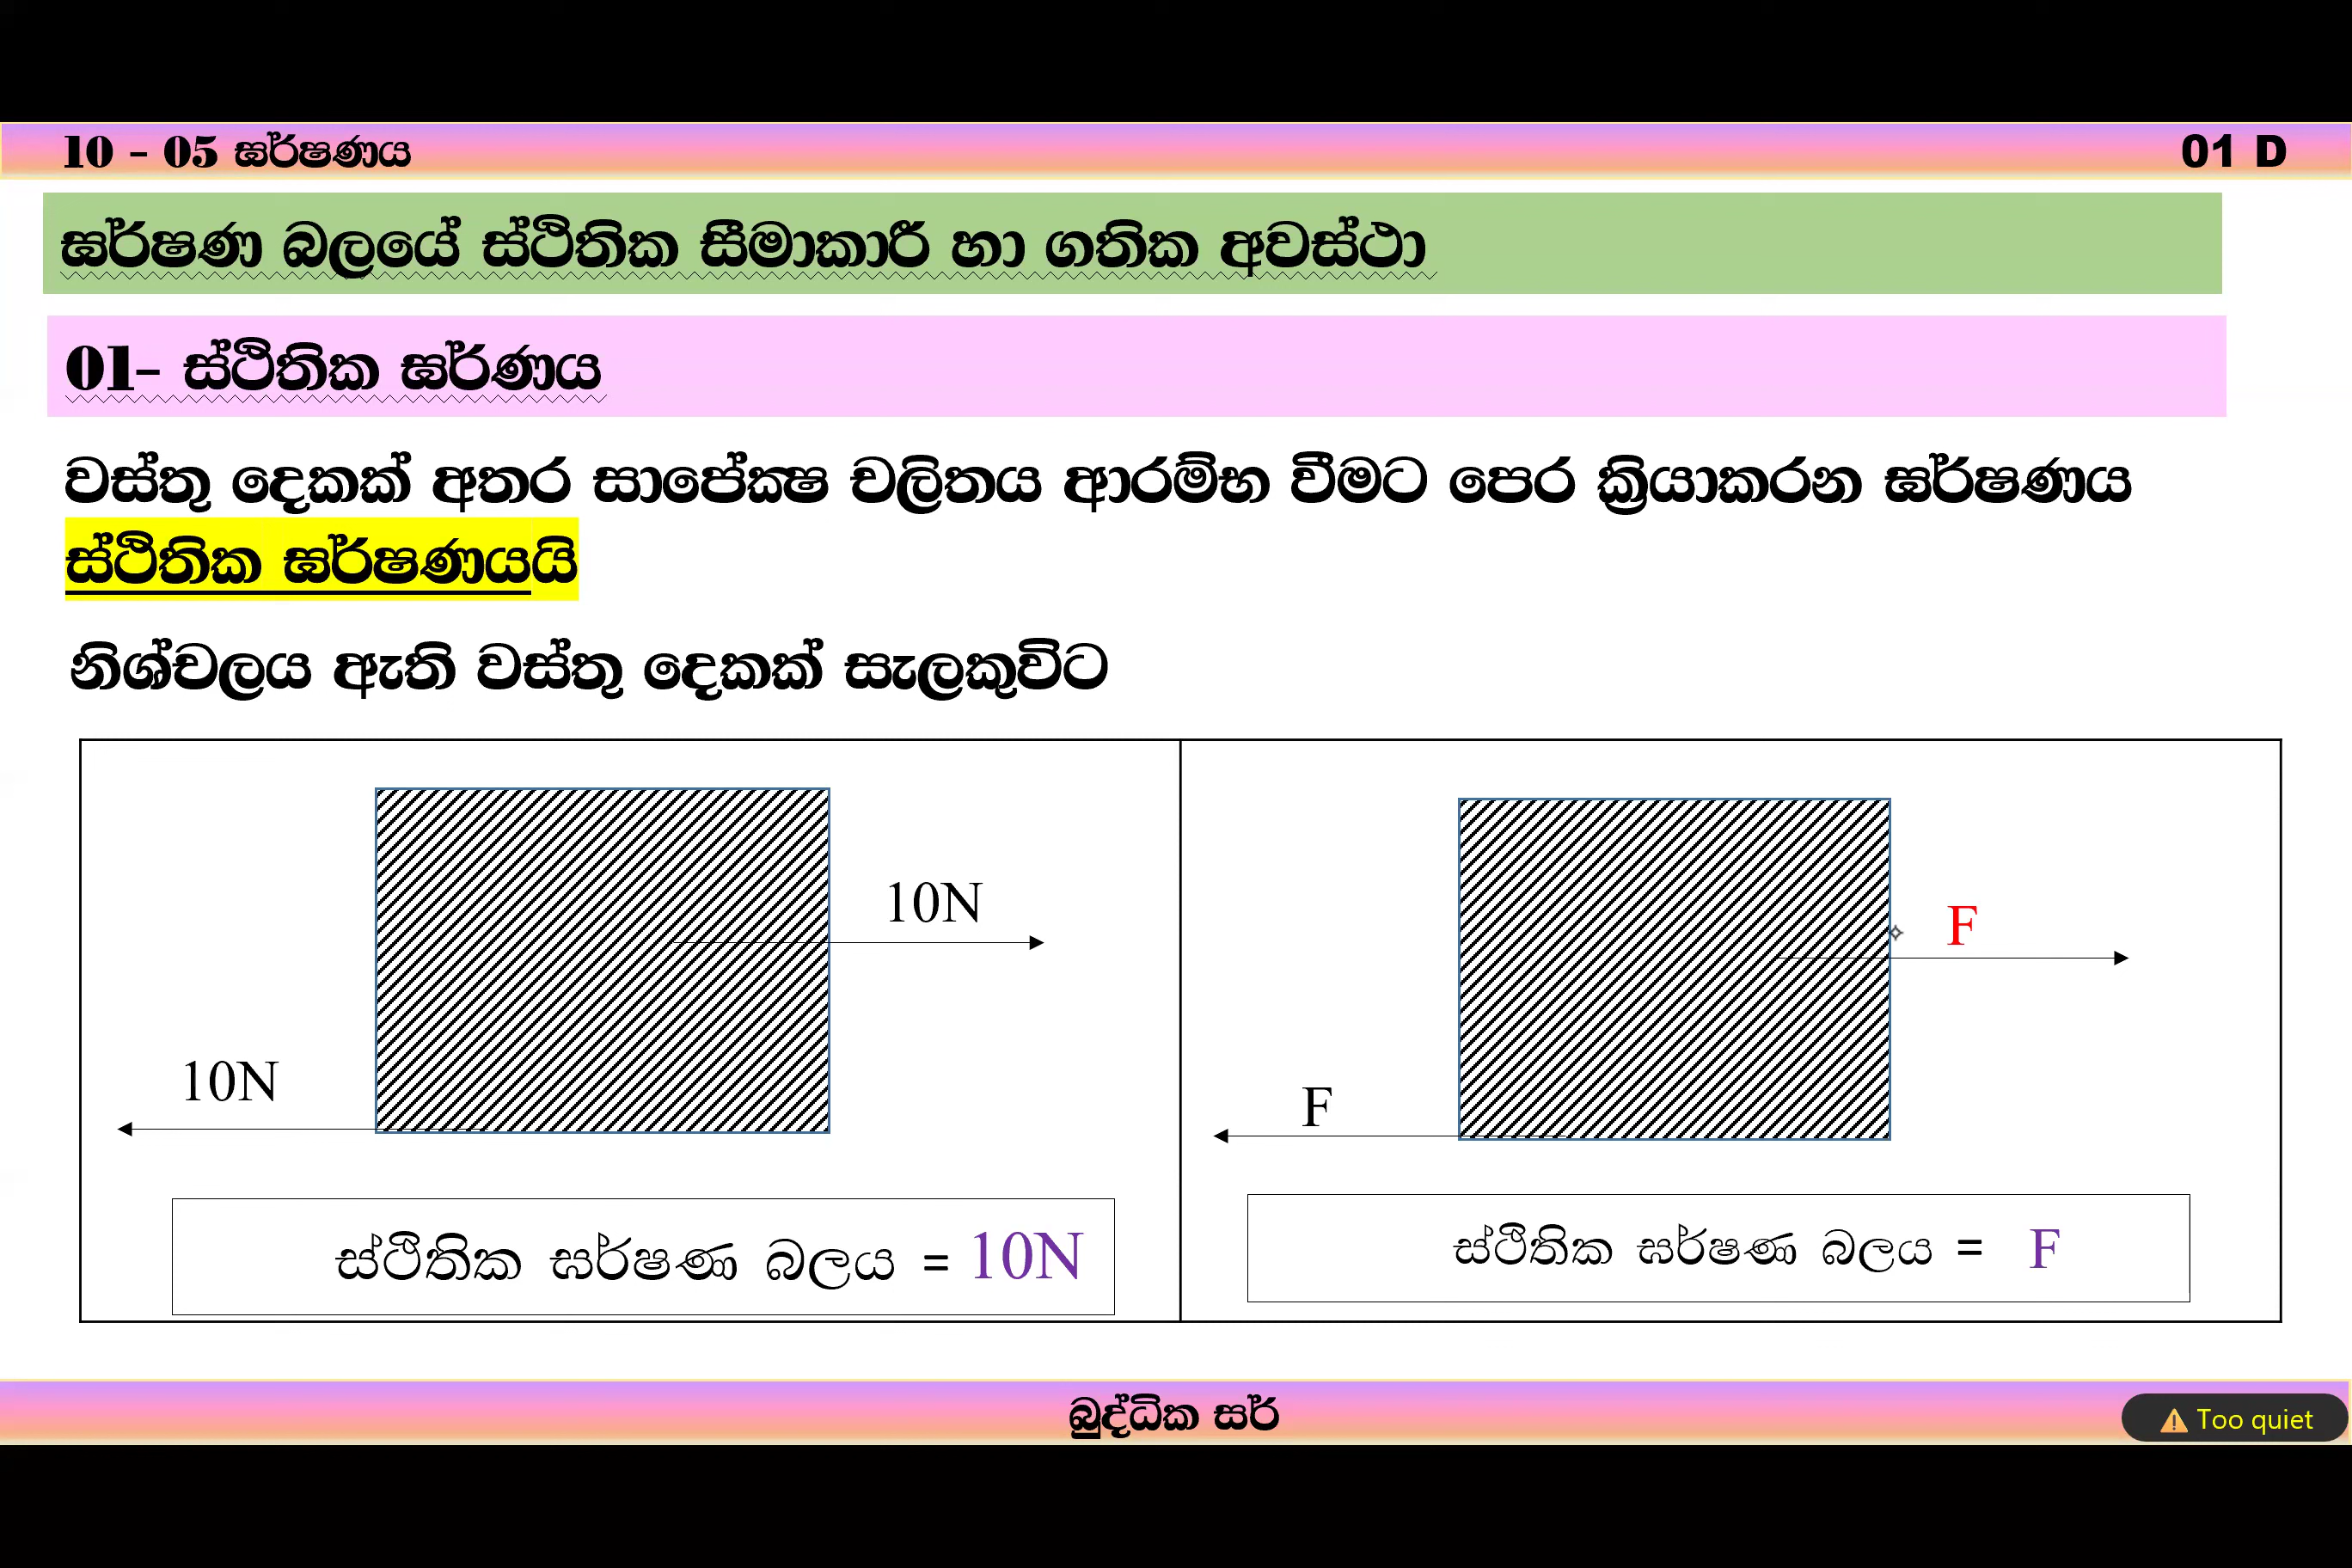 10 - 05 ඝර්ෂණය
01 D
ඝර්ෂණ බලයේ ස්ථිතික සීමාකාරී හා ගතික අවස්ථා
01- ස්ථිතික ඝර්ණය
වස්තු දෙකක් අතර සාපේක්ෂ චලිතය ආරම්භ වීමට පෙර ක්‍රියාකරන ඝර්ෂණය
ස්ථිතික ඝර්ෂණයයි
නිශ්චලය ඇති වස්තු දෙකක් සැලකුවිට
10N
10N
ස්ථිතික ඝර්ෂණ බලය = 10N
F
F
ස්ථිතික ඝර්ෂණ බලය = F
බුද්ධික සර්
Too quiet